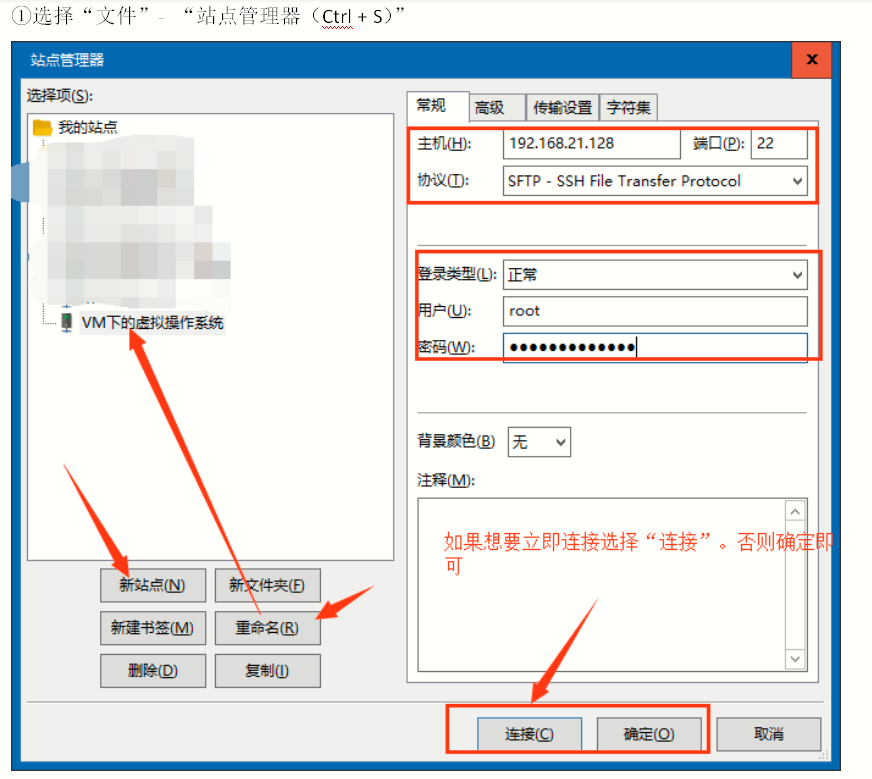 ①选择“文件”- “站点管理器（Ctrl + S）”
站点管理器
选择项(S):
我的站点
VM下的虚拟操作系统
新站点(N) 新文件夹(F)
新建书签(M) 重命名(R)
删除(D) 复制(I)
常规 高级 传输设置 字符集
主机(H): 192.168.21.128 端口(P): 22
协议(T): SFTP - SSH File Transfer Protocol
登录类型(L): 正常
用户(U): root
密码(W): ●●●●●●●●●●●●●
背景颜色(B) 无
注释(M):
如果想要立即连接选择“连接”。否则确定即
可
连接(C) 确定(O) 取消